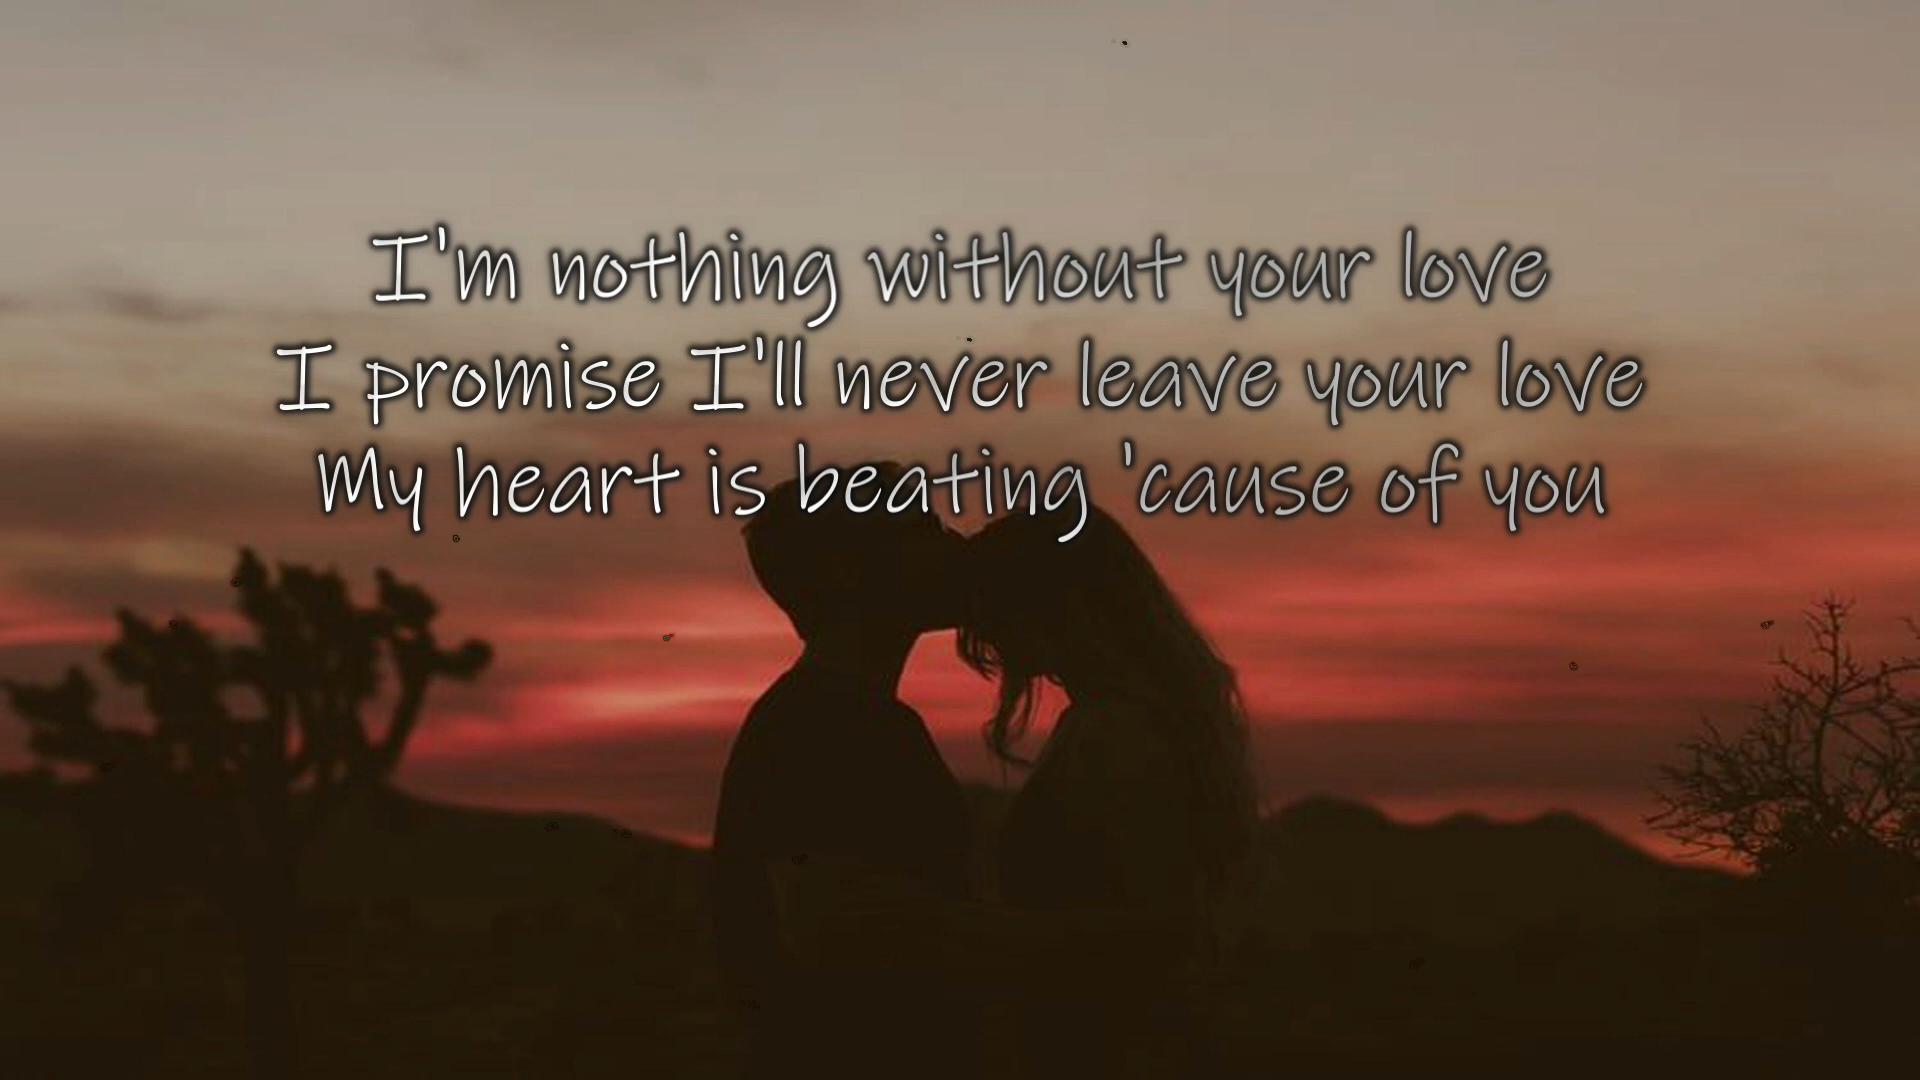 I'm nothing without your love
I promise I'll never leave your love
My heart is beating 'cause of you